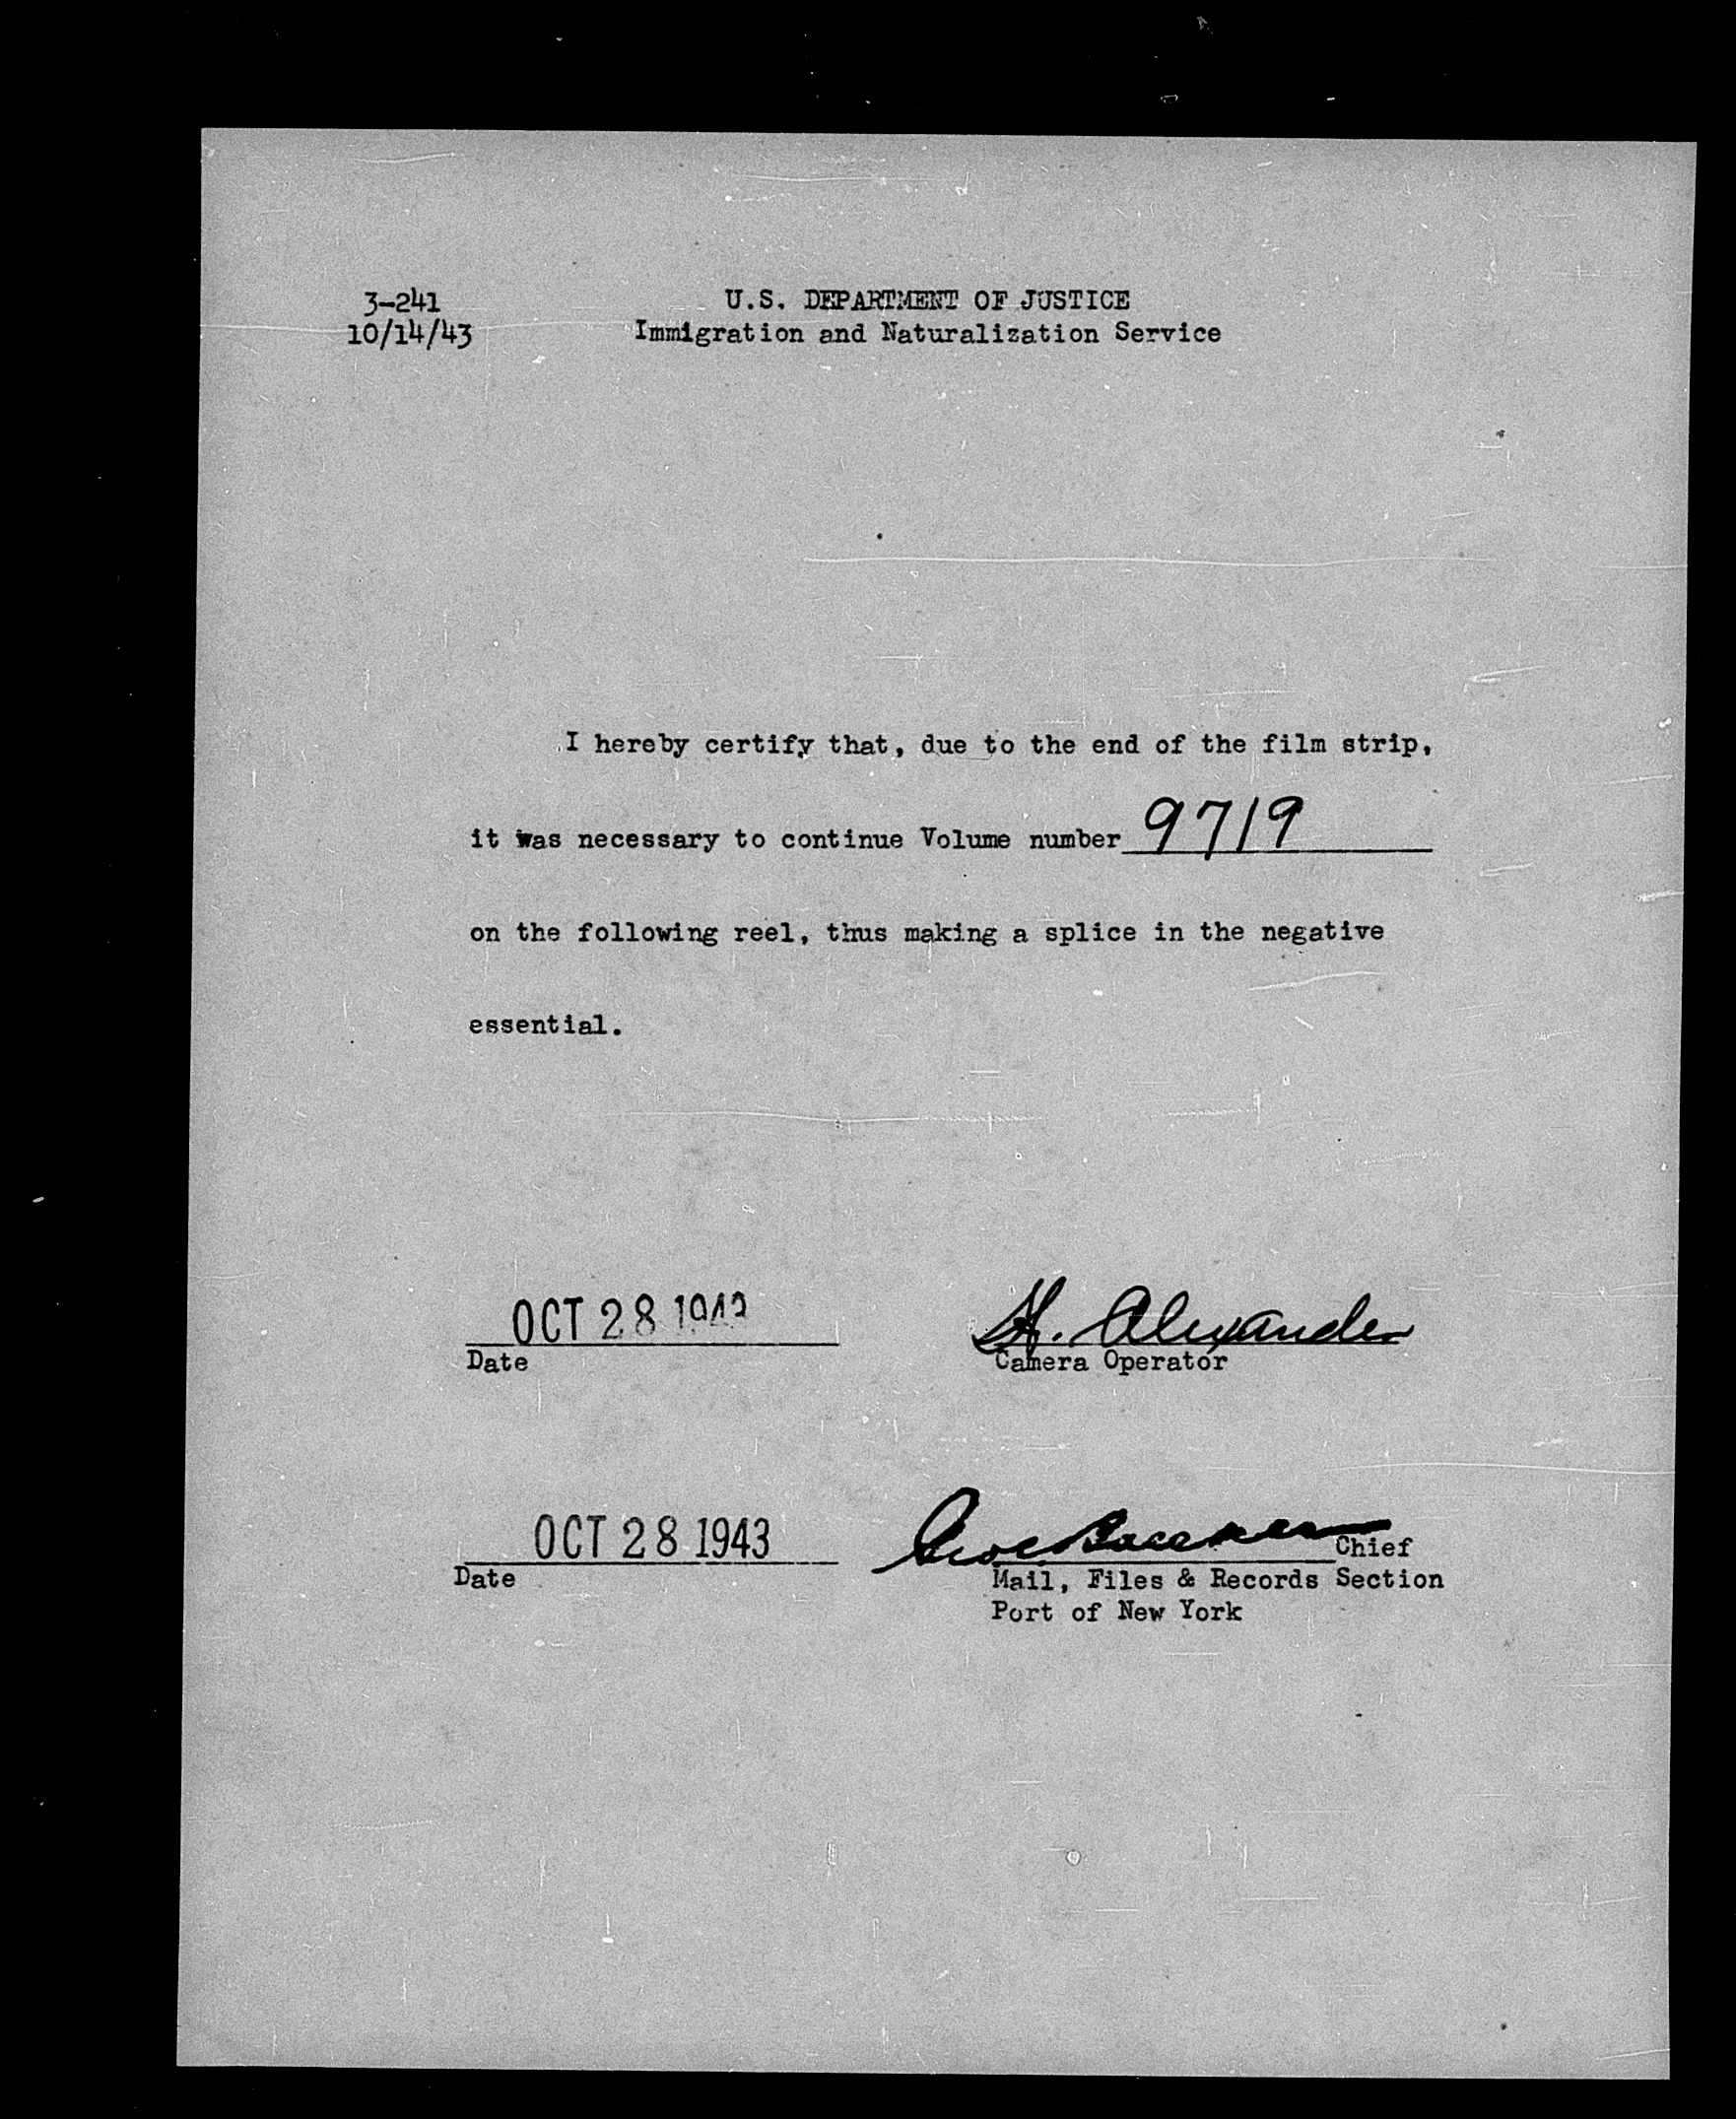 3-241
10/14/43
U.S. DEPARTMENT OF JUSTICE
Immigration and Naturalization Service
I hereby certify that, due to the end of the film strip,
it was necessary to continue Volume number 9719
on the following reel, thus making a splice in the negative
essential.
OCT 28 1943
Date
H. Alexander
Camera Operator
OCT 28 1943
Date
Chief
Mail, Files & Records Section
Port of New York